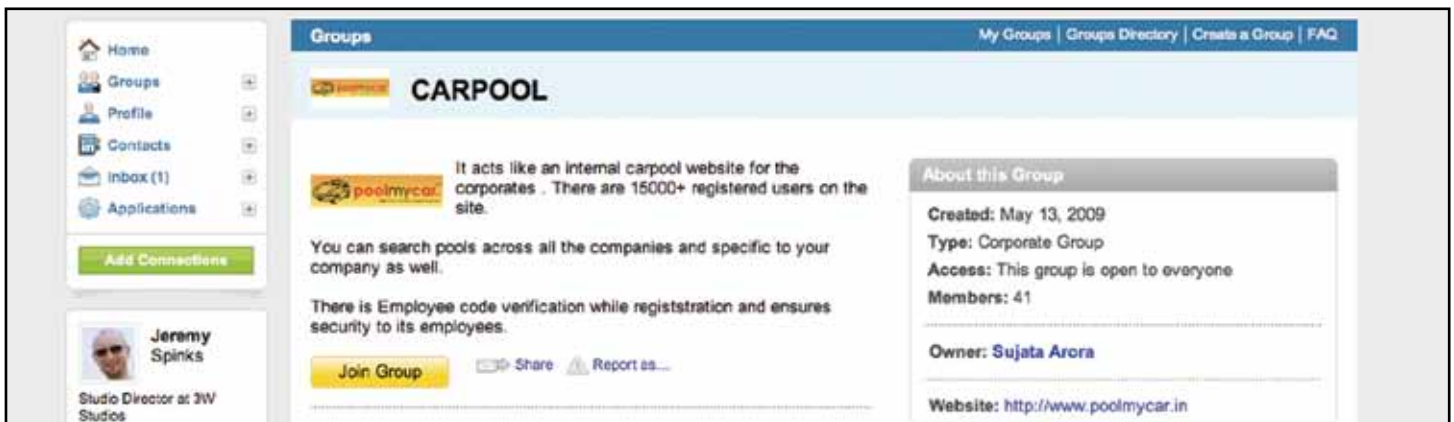 Home
Groups
Profile
Contacts
Inbox (1)
Applications
Add Connections
Jeremy
Spinks
Studio Director at 3W
Studios
Groups
My Groups | Groups Directory | Create a Group | FAQ
poolmycar
CARPOOL
poolmycar
It acts like an internal carpool website for the
corporates . There are 15000+ registered users on the
site.
You can search pools across all the companies and specific to your
company as well.
There is Employee code verification while registstration and ensures
security to its employees.
Join Group
Share
Report as...
About this Group
Created: May 13, 2009
Type: Corporate Group
Access: This group is open to everyone
Members: 41
Owner: Sujata Arora
Website: http://www.poolmycar.in